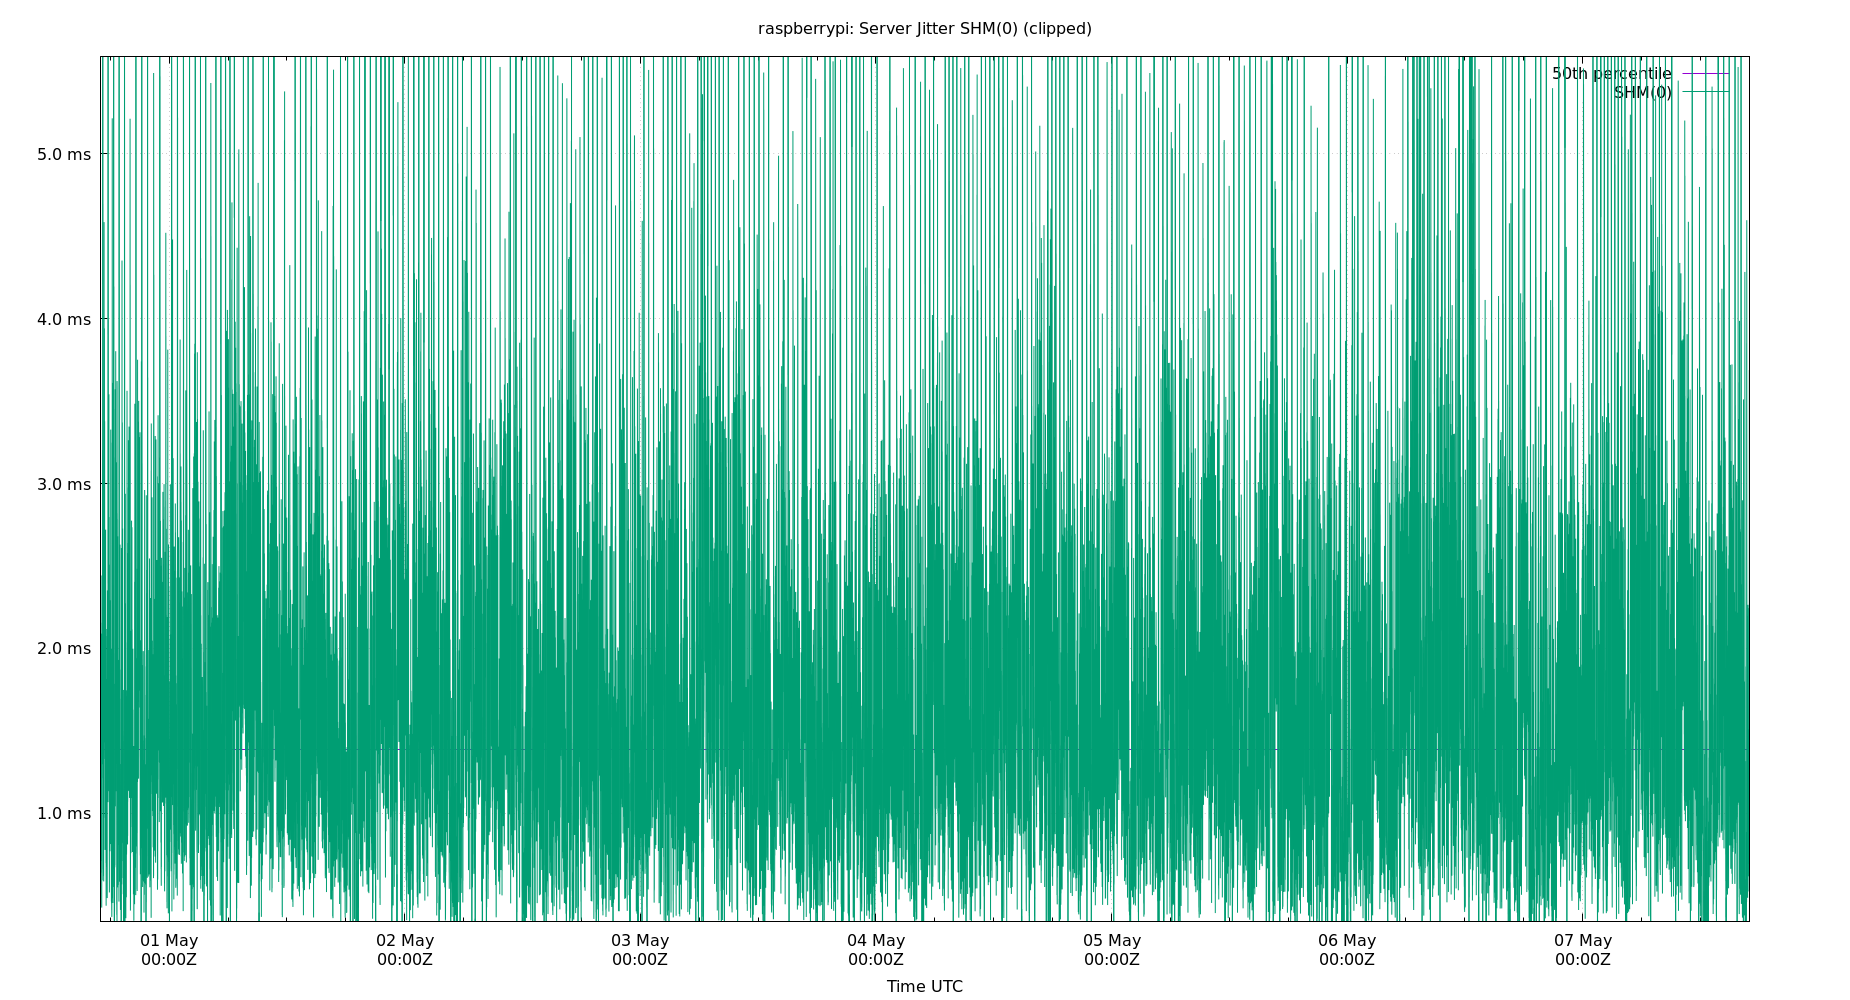 raspberrypi: Server Jitter SHM(0) (clipped)
50th percentile
SHM(0)
5.0 ms
4.0 ms
3.0 ms
2.0 ms
1.0 ms
01 May 02 May 03 May 04 May 05 May 06 May 07 May
00:00Z 00:00Z 00:00Z 00:00Z 00:00Z 00:00Z 00:00Z
Time UTC